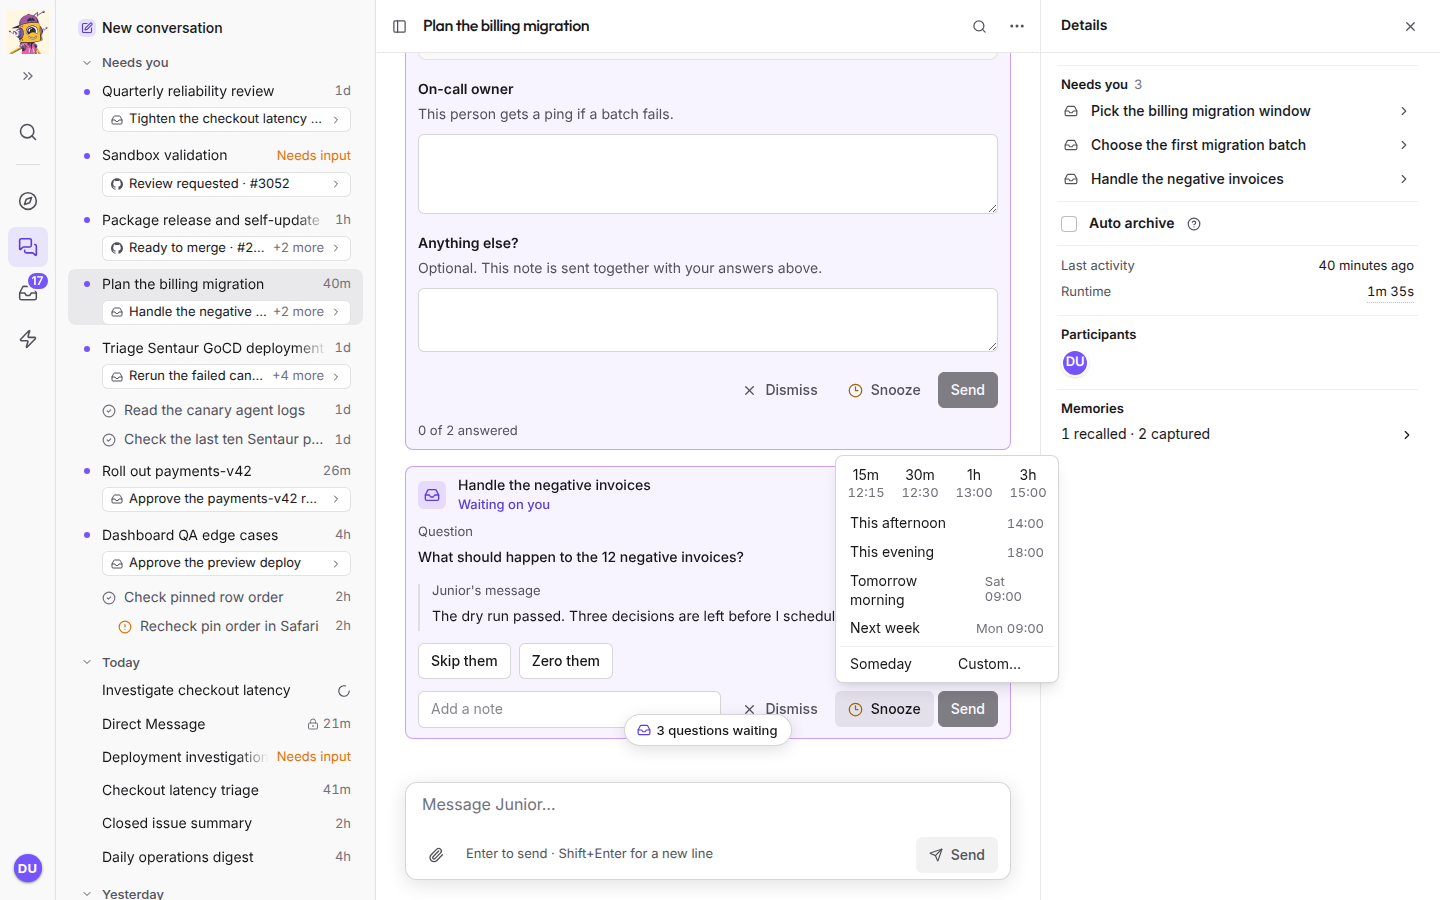 New conversation
Needs you
Quarterly reliability review 1d
Tighten the checkout latency ...
Sandbox validation Needs input
Review requested · #3052
Package release and self-update 1h
Ready to merge · #2... +2 more
Plan the billing migration 40m
17
Handle the negative ... +2 more
Triage Sentaur GoCD deployment 1d
Rerun the failed can... +4 more
Read the canary agent logs 1d
Check the last ten Sentaur p... 1d
Roll out payments-v42 26m
Approve the payments-v42 r...
Dashboard QA edge cases 4h
Approve the preview deploy
Check pinned row order 2h
Recheck pin order in Safari 2h
Today
Investigate checkout latency
Direct Message 21m
Deployment investigation Needs input
Checkout latency triage 41m
Closed issue summary 2h
Daily operations digest 4h
Yesterday
DU
Plan the billing migration
On-call owner
This person gets a ping if a batch fails.
Anything else?
Optional. This note is sent together with your answers above.
Dismiss Snooze Send
0 of 2 answered
Handle the negative invoices
Waiting on you
Question
What should happen to the 12 negative invoices?
Junior's message
The dry run passed. Three decisions are left before I schedul
Skip them Zero them
Add a note Dismiss Snooze Send
3 questions waiting
15m 30m 1h 3h
12:15 12:30 13:00 15:00
This afternoon 14:00
This evening 18:00
Tomorrow morning Sat 09:00
Next week Mon 09:00
Someday Custom...
Message Junior...
Enter to send · Shift+Enter for a new line Send
Details
Needs you 3
Pick the billing migration window
Choose the first migration batch
Handle the negative invoices
Auto archive
Last activity 40 minutes ago
Runtime 1m 35s
Participants
DU
Memories
1 recalled · 2 captured